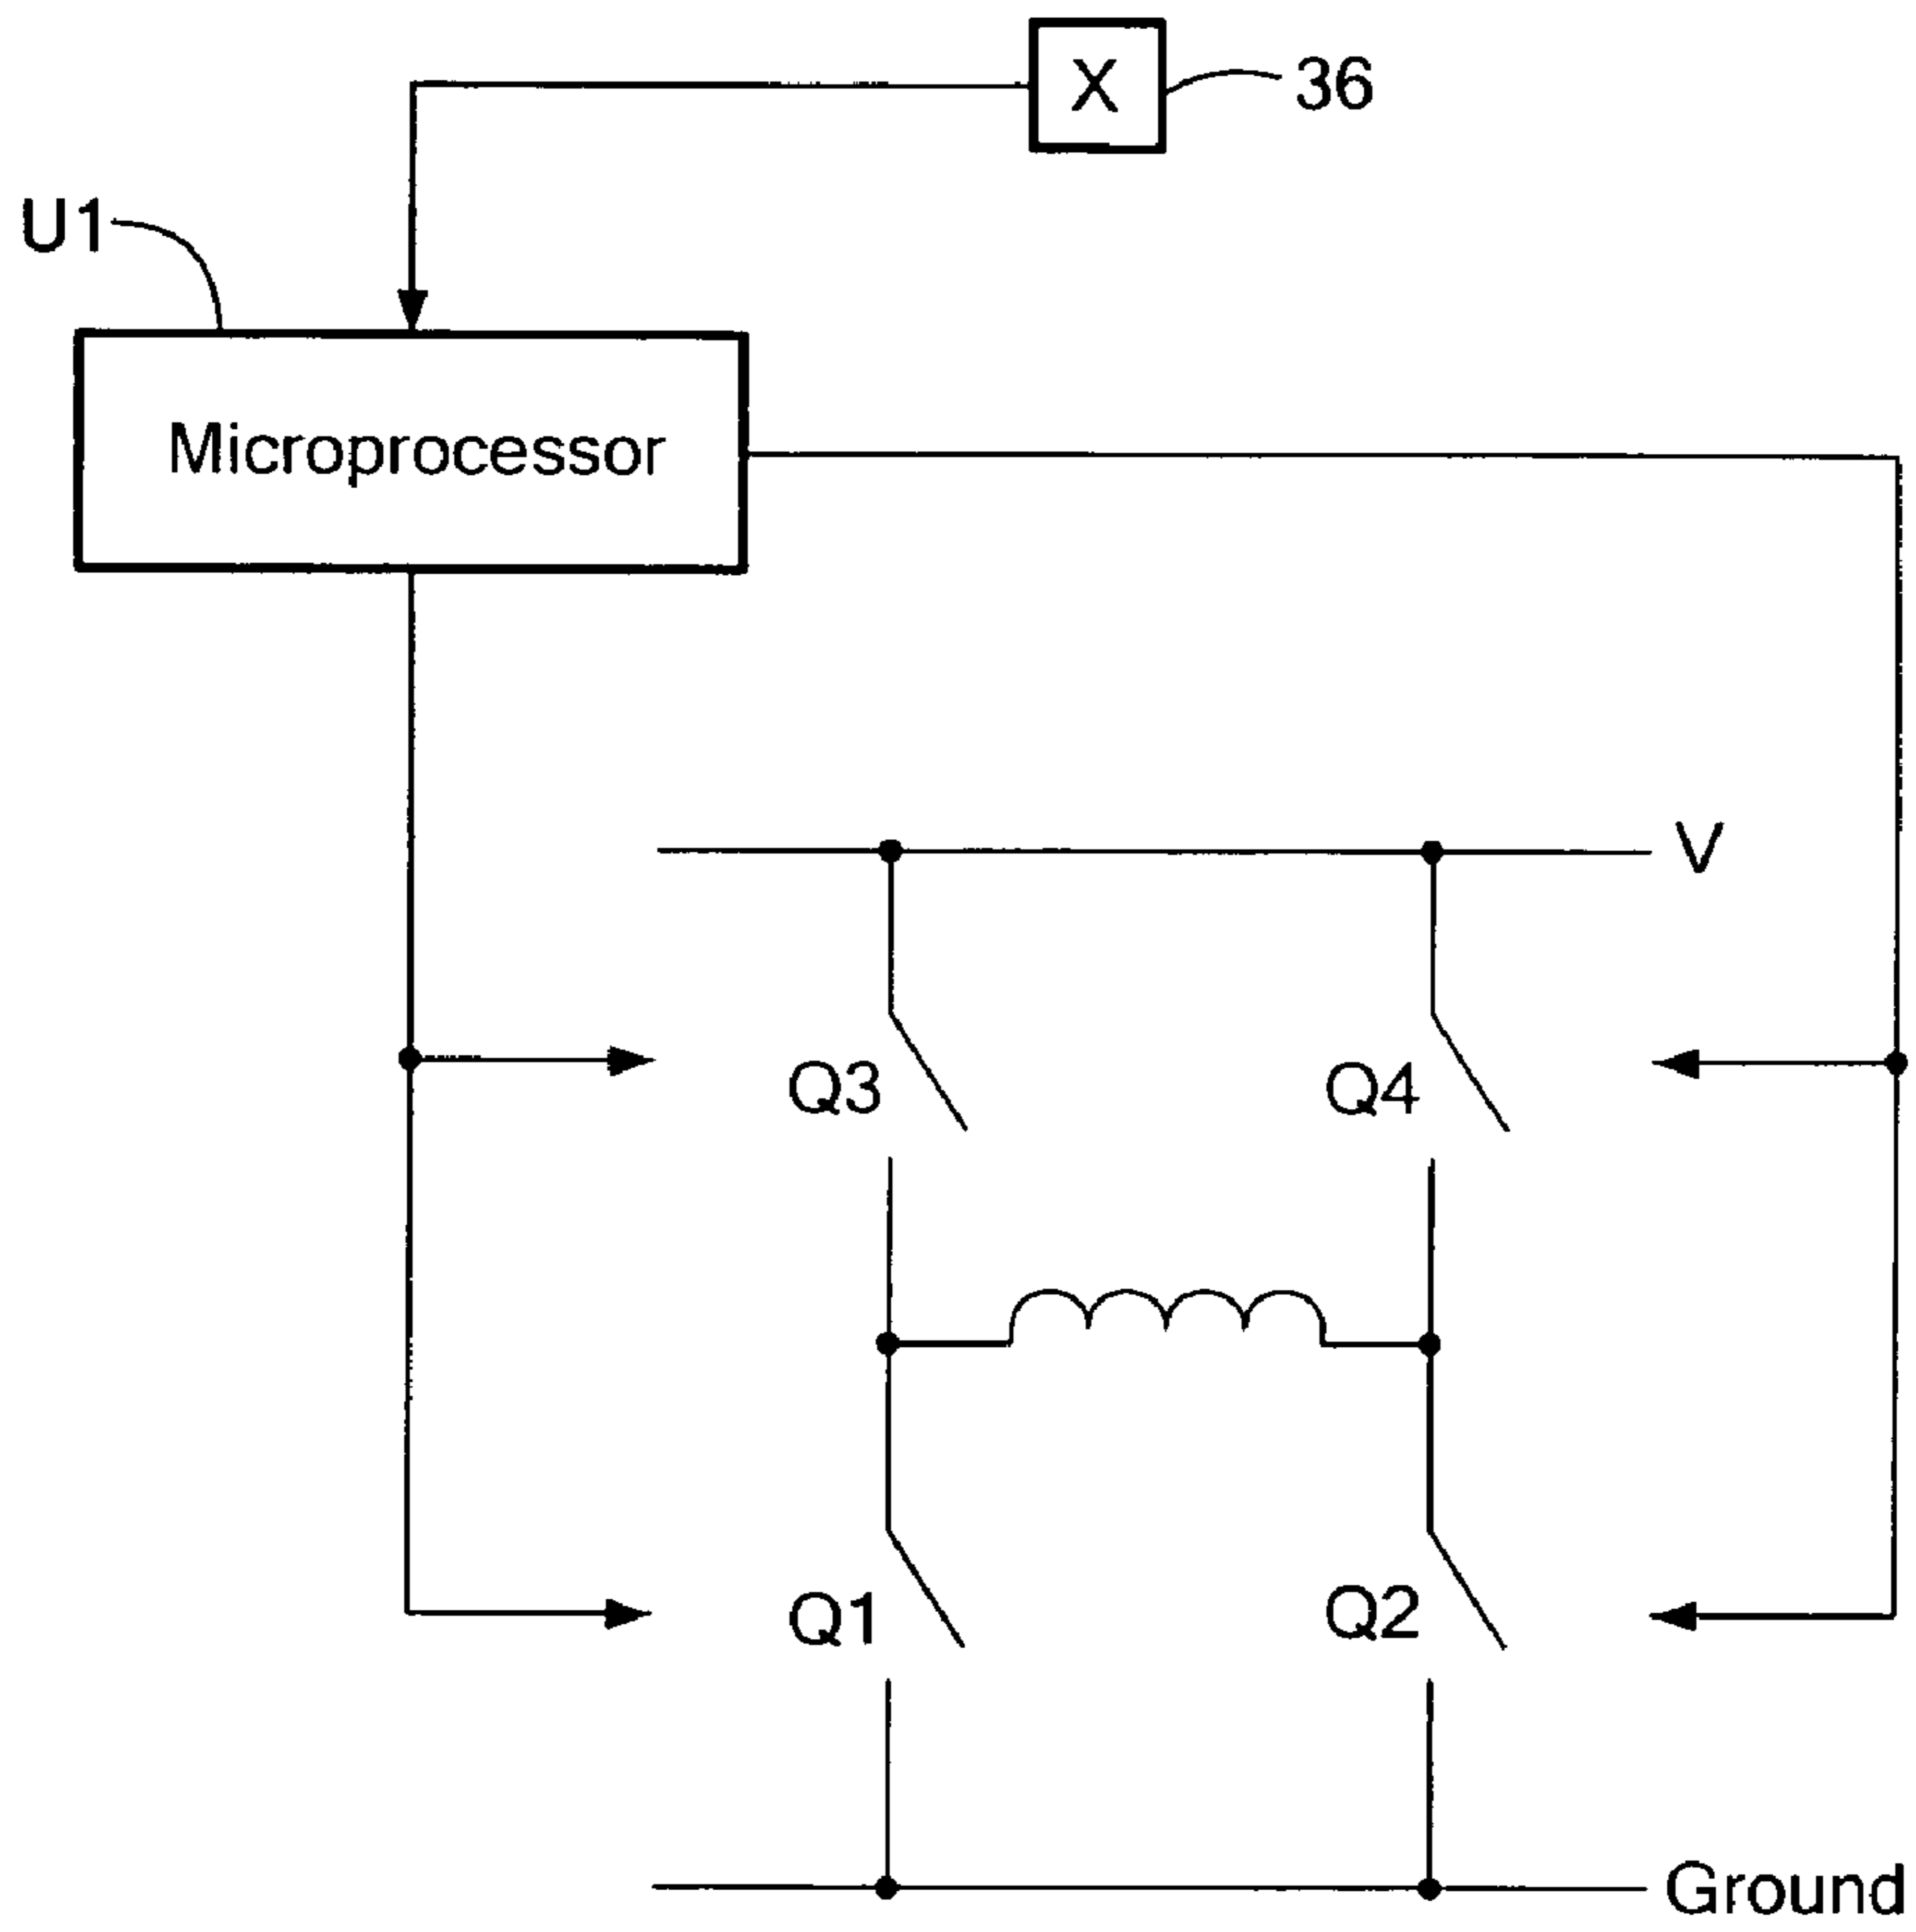 X
36
U1
Microprocessor
V
Q3
Q4
Q1
Q2
Ground